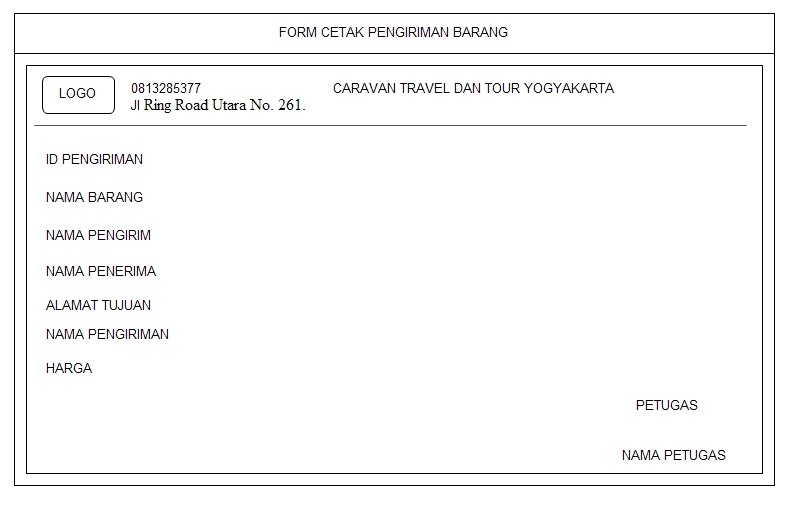 FORM CETAK PENGIRIMAN BARANG
LOGO
0813285377
CARAVAN TRAVEL DAN TOUR YOGYAKARTA
Jl Ring Road Utara No. 261.
ID PENGIRIMAN
NAMA BARANG
NAMA PENGIRIM
NAMA PENERIMA
ALAMAT TUJUAN
NAMA PENGIRIMAN
HARGA
PETUGAS
NAMA PETUGAS